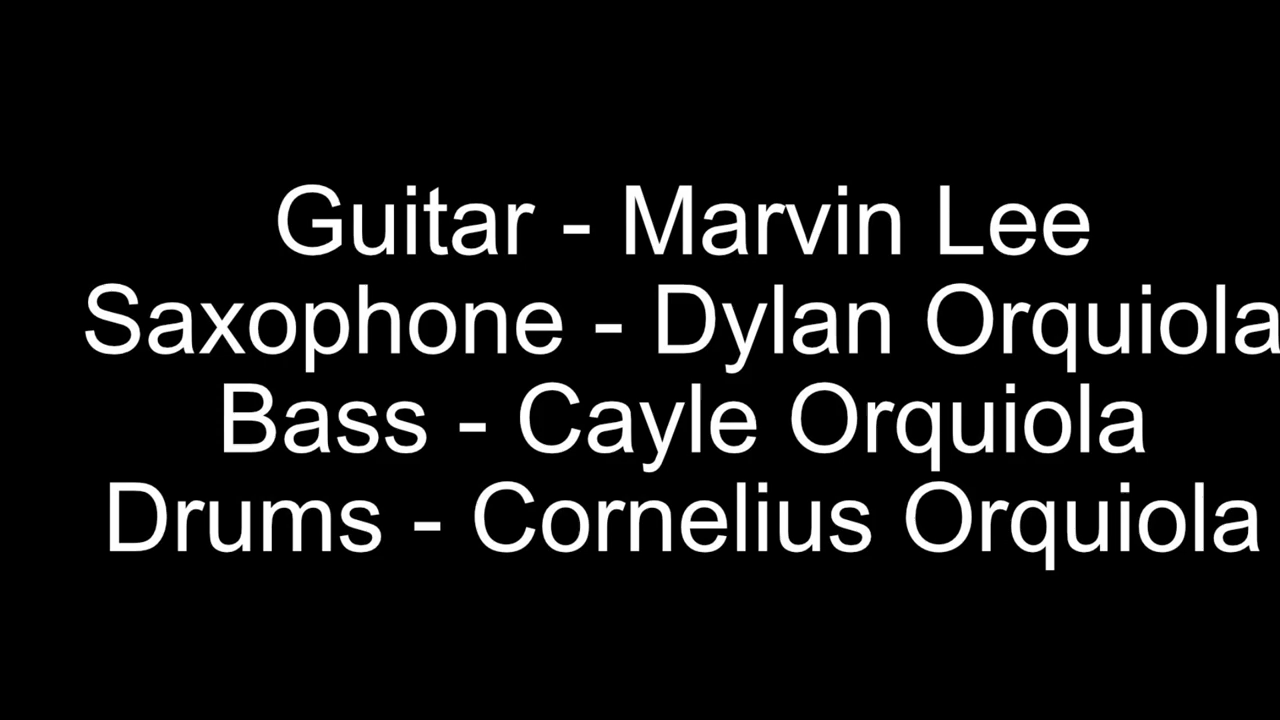 Guitar - Marvin Lee
Saxophone - Dylan Orquiola
Bass - Cayle Orquiola
Drums - Cornelius Orquiola